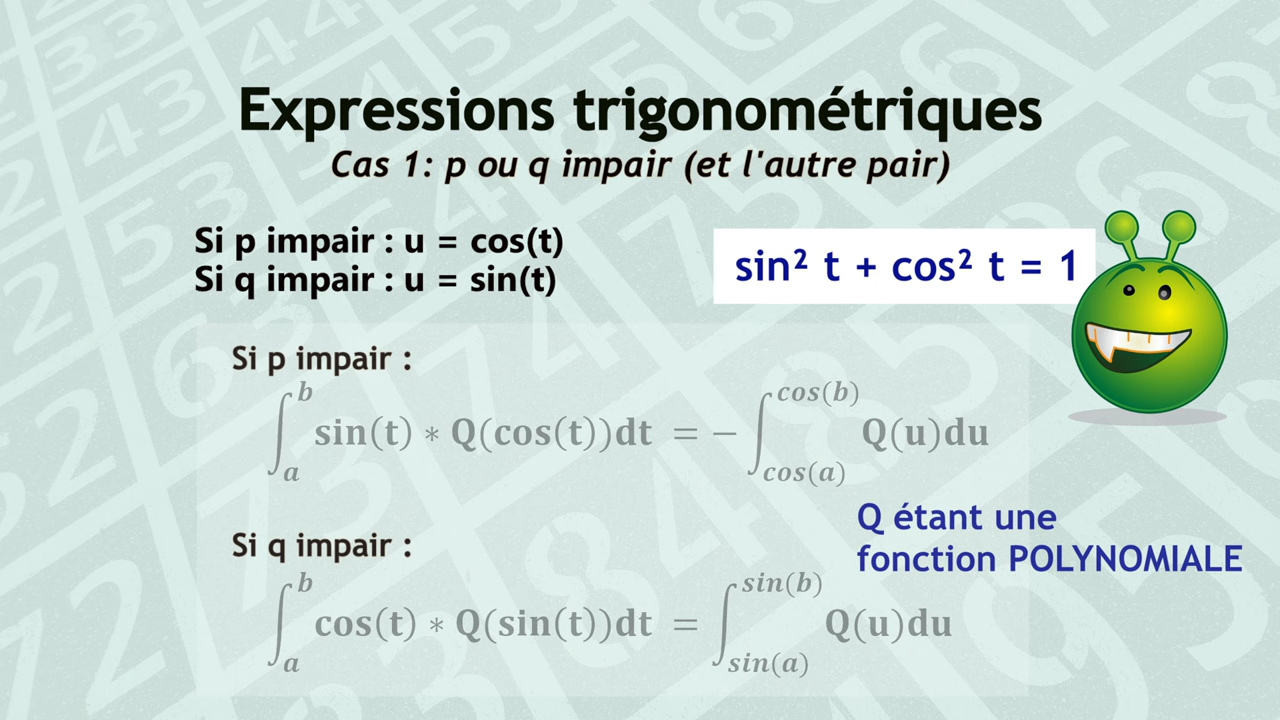 Expressions trigonométriques
Cas 1: p ou q impair (et l'autre pair)
Si p impair : u = cos(t)
Si q impair : u = sin(t)
sin² t + cos² t = 1
Si p impair :
∫_a^b sin(t) * Q(cos(t))dt = − ∫_cos(a)^cos(b) Q(u)du
Q étant une
fonction POLYNOMIALE
Si q impair :
∫_a^b cos(t) * Q(sin(t))dt = ∫_sin(a)^sin(b) Q(u)du